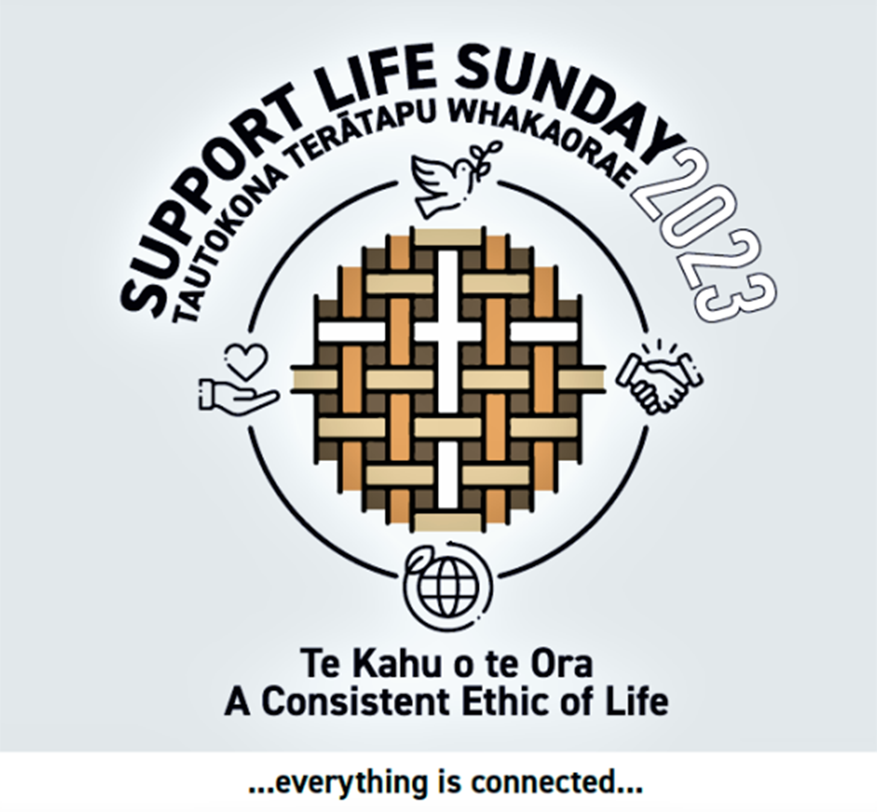 SUPPORT LIFE SUNDAY 2023
TAUTOKONA TERĀTAPU WHAKAORAE
Te Kahu o te Ora
A Consistent Ethic of Life
...everything is connected...